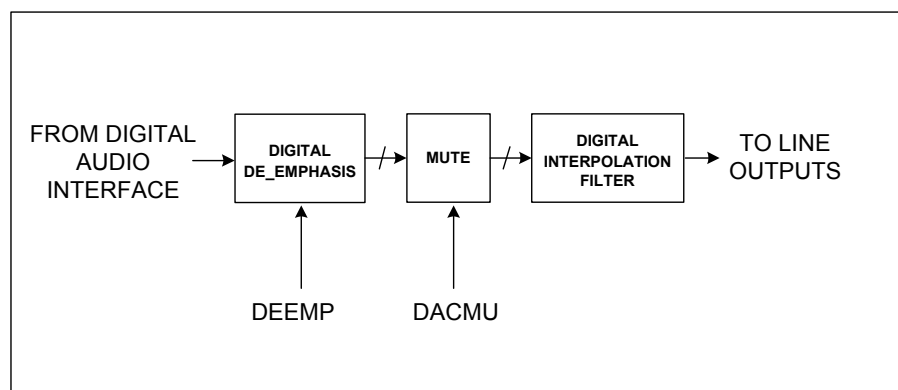 FROM DIGITAL
AUDIO
INTERFACE
DIGITAL
DE_EMPHASIS
MUTE
DIGITAL
INTERPOLATION
FILTER
TO LINE
OUTPUTS
DEEMP
DACMU